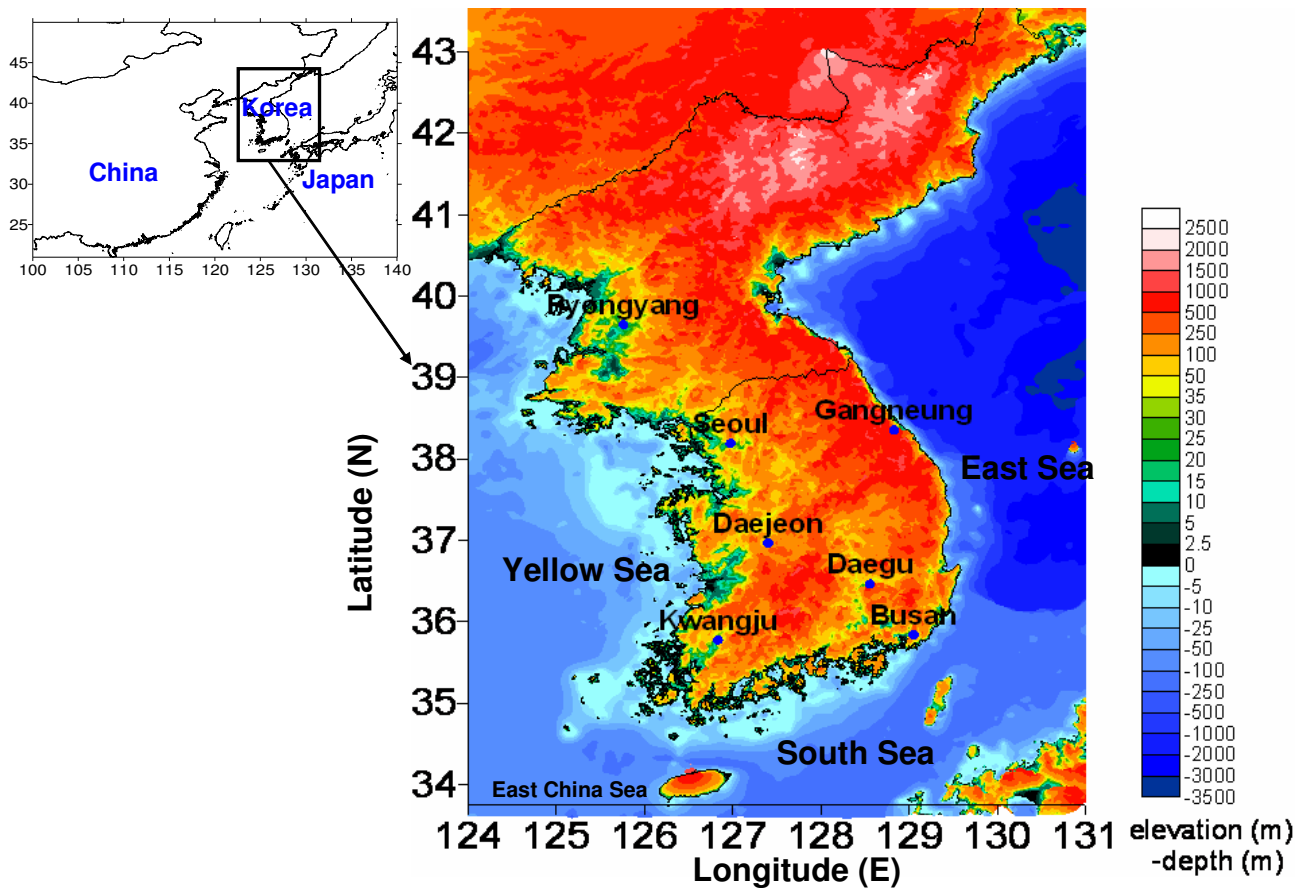 45
40
35
30
25
100 105 110 115 120 125 130 135 140
Korea
China
Japan
43
42
41
40
39
38
37
36
35
34
Latitude (N)
Pyongyang
Gangneung
Seoul
East Sea
Daejeon
Daegu
Yellow Sea
Kwangju
Busan
South Sea
East China Sea
124 125 126 127 128 129 130 131
Longitude (E)
2500
2000
1500
1000
500
250
100
50
35
30
25
20
15
10
5
2.5
0
-5
-10
-25
-50
-100
-250
-500
-1000
-2000
-3000
-3500
elevation (m)
-depth (m)